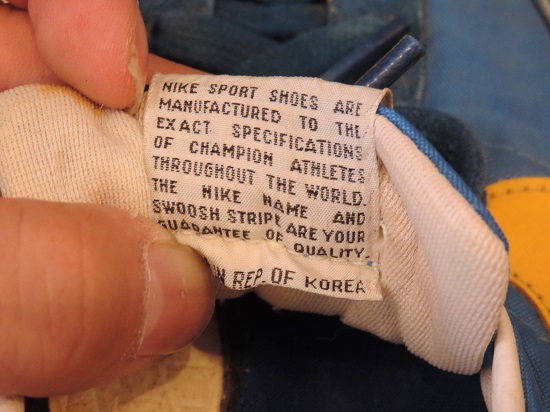 NIKE SPORT SHOES ARE
MANUFACTURED TO THE
EXACT SPECIFICATIONS
OF CHAMPION ATHLETES
THROUGHOUT THE WORLD.
THE NIKE NAME AND
SWOOSH STRIPE ARE YOUR
GUARANTEE OF QUALITY.
REP. OF KOREA